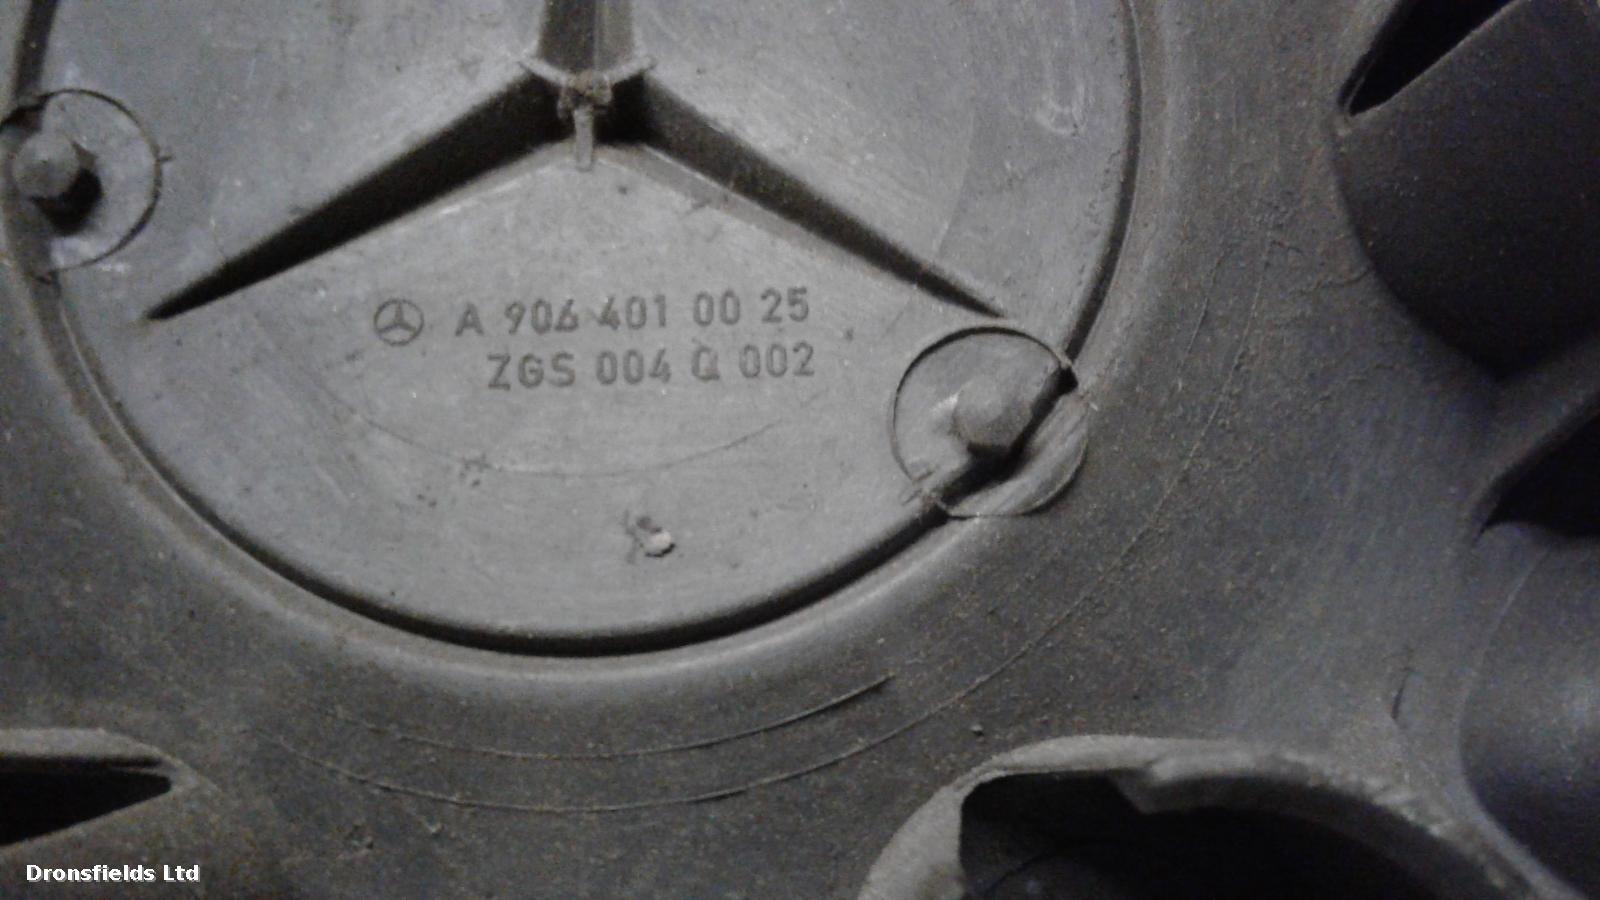 A 906 401 00 25
ZGS 004 Q 002
Dronsfields Ltd